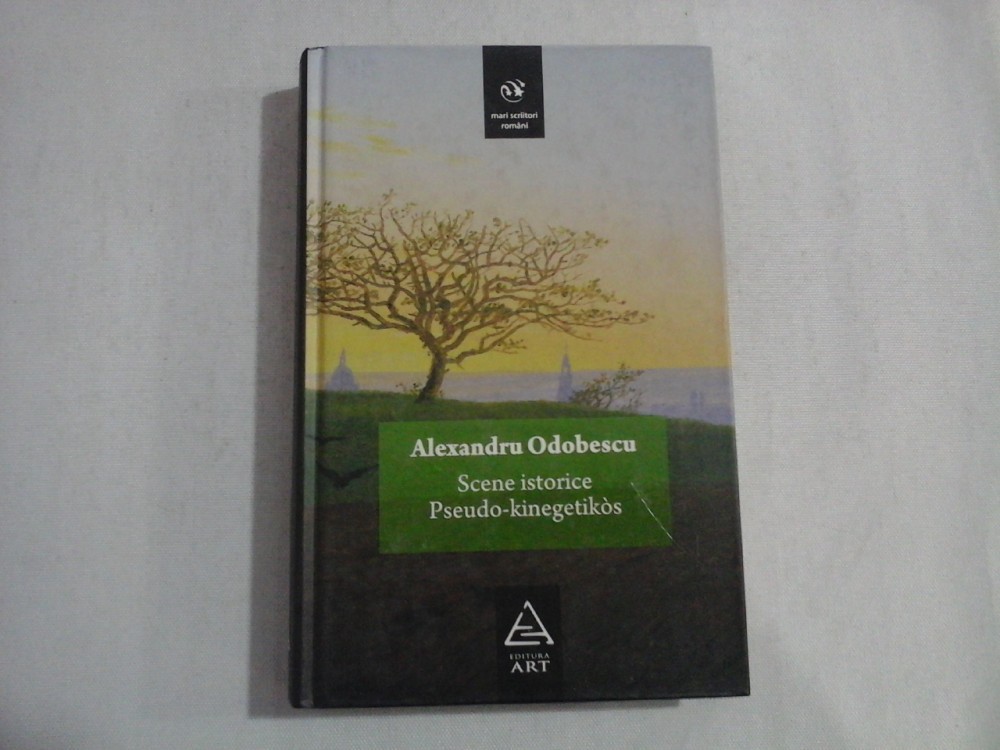 mari scriitori
români
Alexandru Odobescu
Scene istorice
Pseudo-kinegetikòs
EDITURA
ART